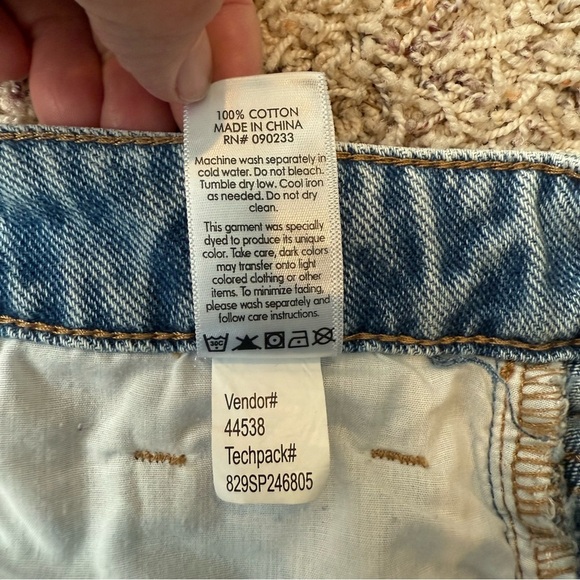 100% COTTON
MADE IN CHINA
RN# 090233
Machine wash separately in
cold water. Do not bleach.
Tumble dry low. Cool iron
as needed. Do not dry
clean.
This garment was specially
dyed to produce its unique
color. Take care, dark colors
may transfer onto light
colored clothing or other
items. To minimize fading,
please wash separately and
follow care instructions.
30C
Vendor#
44538
Techpack#
829SP246805